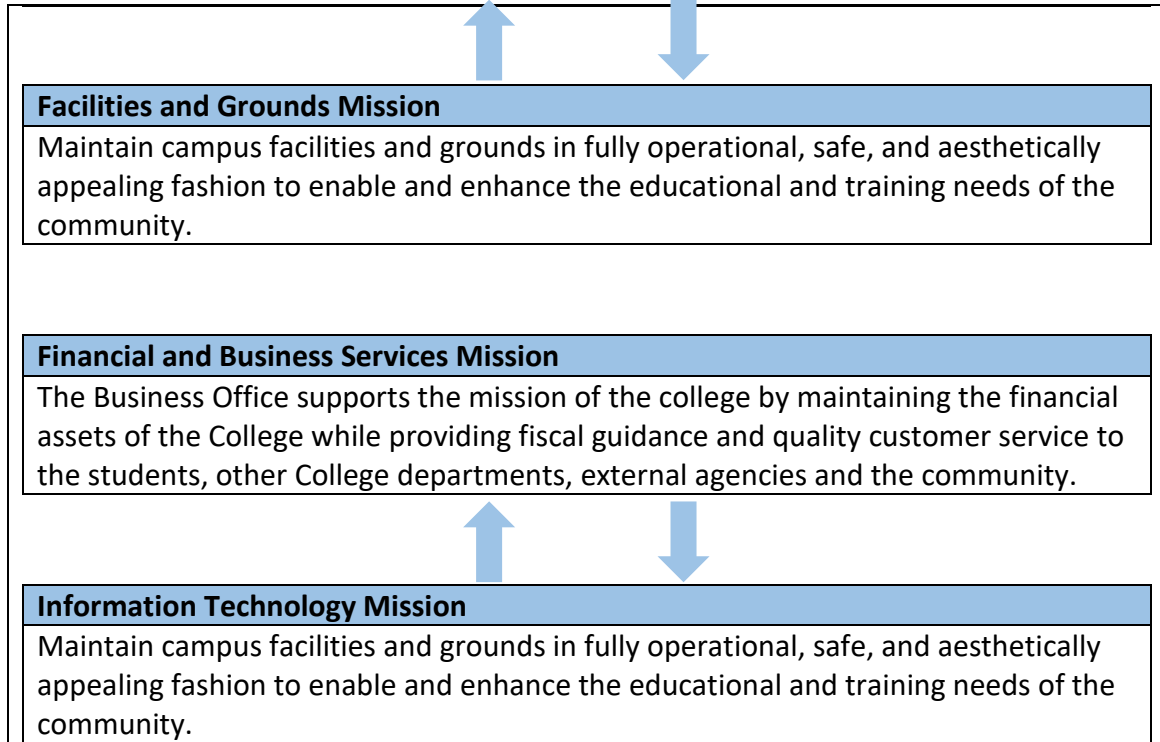 Facilities and Grounds Mission
Maintain campus facilities and grounds in fully operational, safe, and aesthetically
appealing fashion to enable and enhance the educational and training needs of the
community.
Financial and Business Services Mission
The Business Office supports the mission of the college by maintaining the financial
assets of the College while providing fiscal guidance and quality customer service to
the students, other College departments, external agencies and the community.
Information Technology Mission
Maintain campus facilities and grounds in fully operational, safe, and aesthetically
appealing fashion to enable and enhance the educational and training needs of the
community.